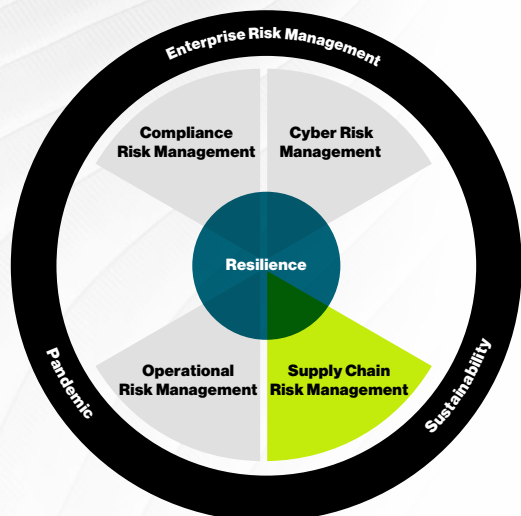 Enterprise Risk Management
Compliance
Risk Management
Cyber Risk
Management
Resilience
Operational
Risk Management
Supply Chain
Risk Management
Pandemic
Sustainability